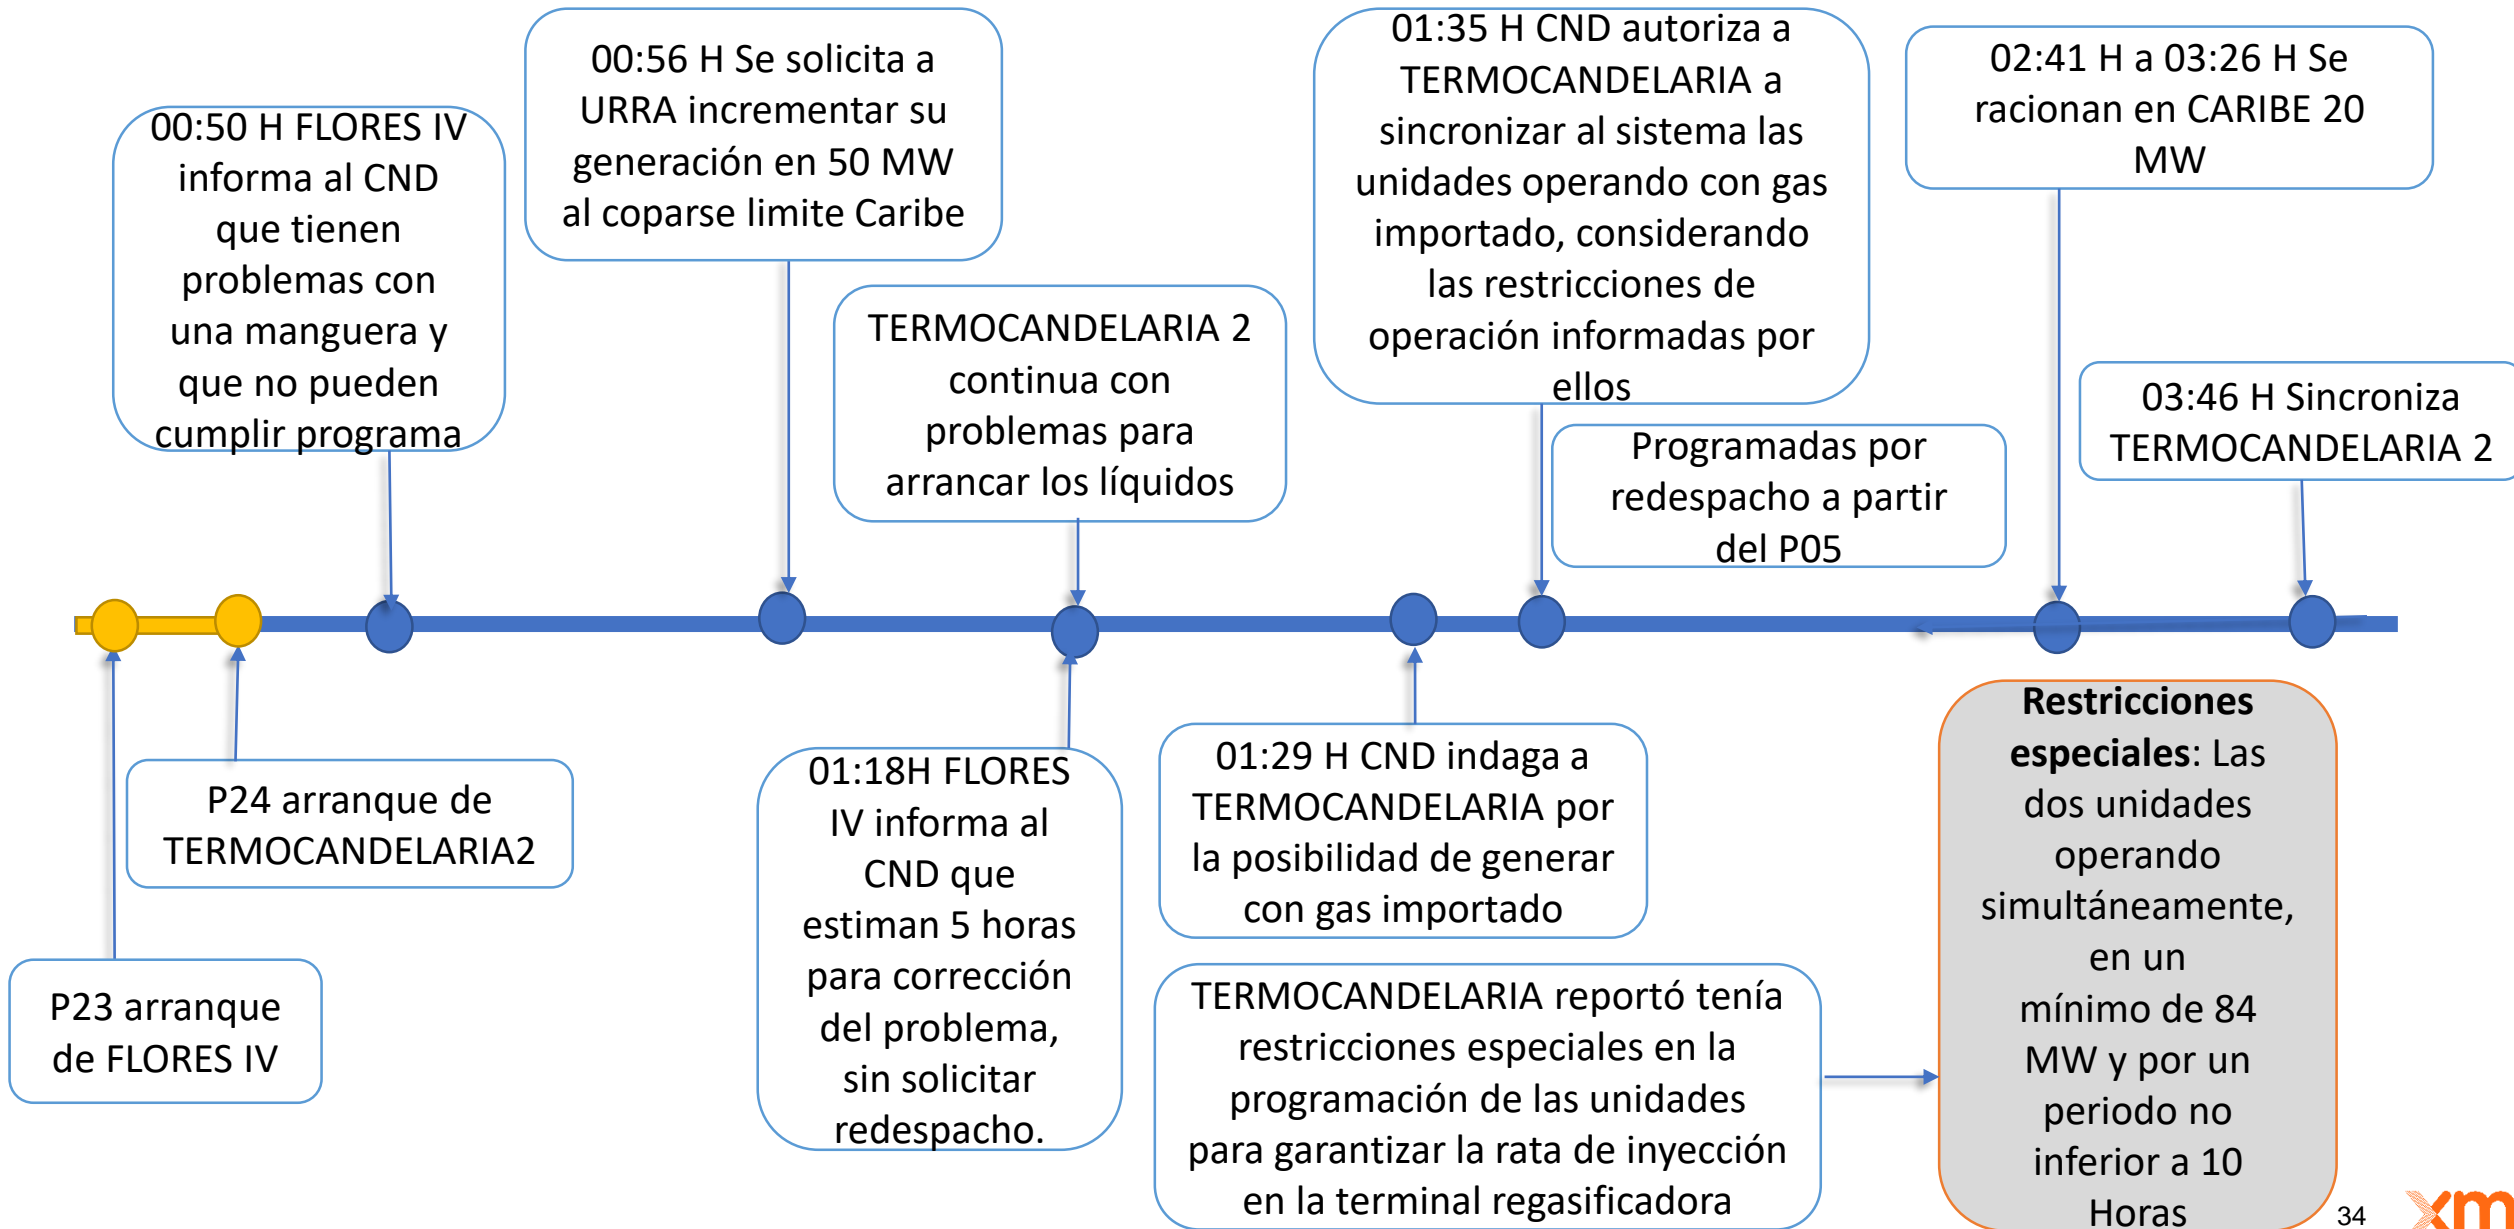 00:50 H FLORES IV
informa al CND
que tienen
problemas con
una manguera y
que no pueden
cumplir programa
00:56 H Se solicita a
URRA incrementar su
generación en 50 MW
al coparse limite Caribe
TERMOCANDELARIA 2
continua con
problemas para
arrancar los líquidos
01:35 H CND autoriza a
TERMOCANDELARIA a
sincronizar al sistema las
unidades operando con gas
importado, considerando
las restricciones de
operación informadas por
ellos
Programadas por
redespacho a partir
del P05
02:41 H a 03:26 H Se
racionan en CARIBE 20
MW
03:46 H Sincroniza
TERMOCANDELARIA 2
P23 arranque
de FLORES IV
P24 arranque de
TERMOCANDELARIA2
01:18H FLORES
IV informa al
CND que
estiman 5 horas
para corrección
del problema,
sin solicitar
redespacho.
01:29 H CND indaga a
TERMOCANDELARIA por
la posibilidad de generar
con gas importado
TERMOCANDELARIA reportó tenía
restricciones especiales en la
programación de las unidades
para garantizar la rata de inyección
en la terminal regasificadora
Restricciones
especiales: Las
dos unidades
operando
simultáneamente,
en un
mínimo de 84
MW y por un
periodo no
inferior a 10
Horas
34
xm